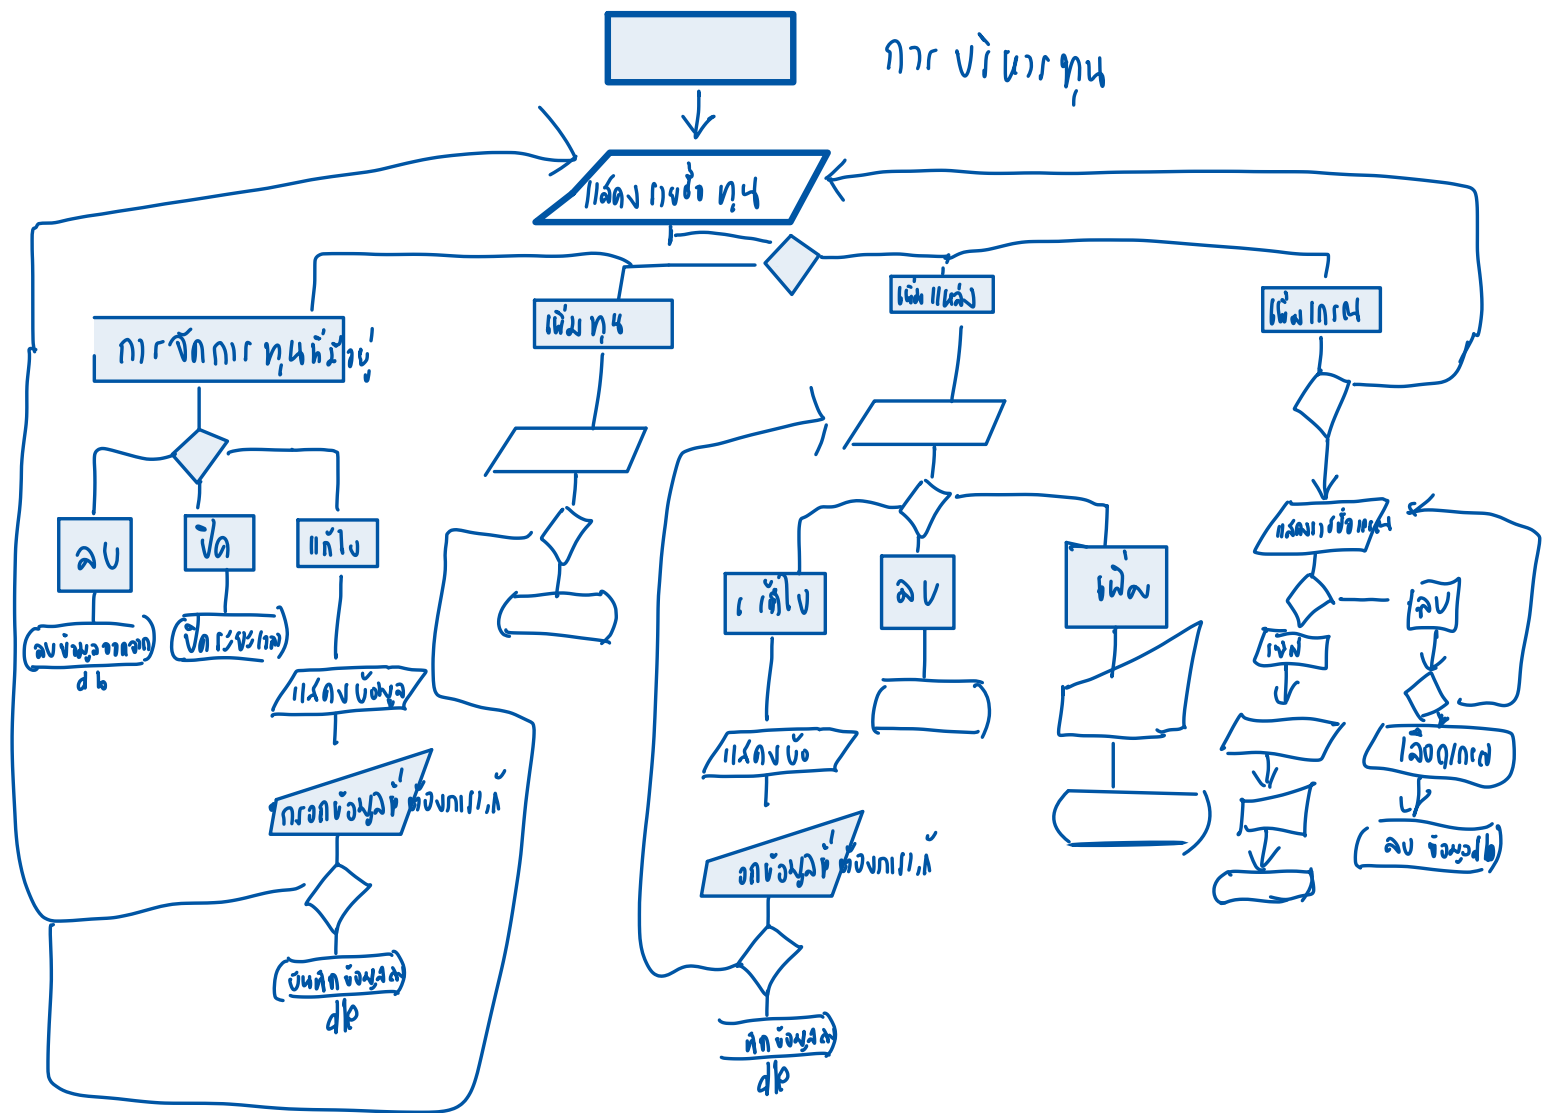 การบริหารทุน
แสดงรายชื่อ ทุน
การจัดการทุนที่มีอยู่
เพิ่มทุน
เพิ่มแหล่ง
เพิ่มเกณ
ลบ
ปิด
แก้ไข
ลบข้อมูลออกจาก
db
ปิดระยะเวลา
แสดงข้อมูล
กรอกข้อมูลที่ต้องการแก้
บันทึกข้อมูลลง
db
แก้ไข
ลบ
เพิ่ม
แสดงข้อ
อกข้อมูลที่ต้องการแก้
ทึกข้อมูลลง
db
แสดงรายชื่อเกณ
เพิ่ม
ลบ
เลือกเกณ
ลบ ข้อมูลdb